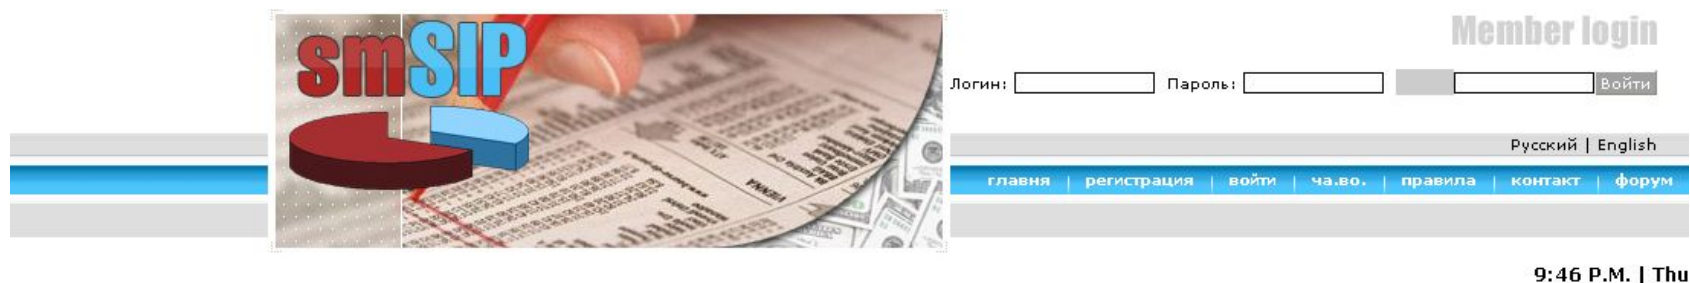 smSIP
Member login
Логин: Пароль: Войти
Русский | English
главня | регистрация | войти | ча.во. | правила | контакт | форум
VIENNA
9:46 P.M. | Thu